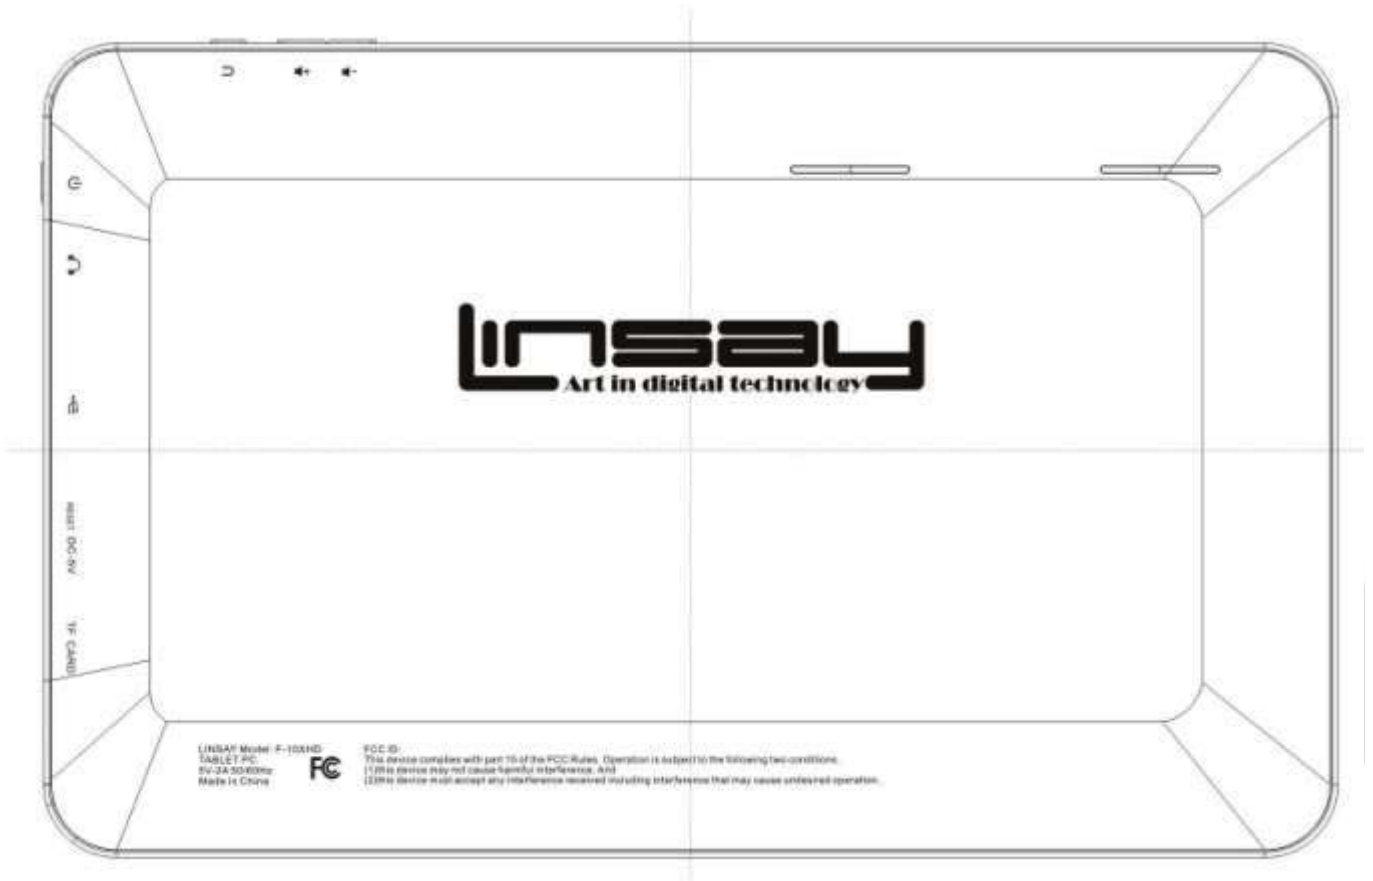 Linsay
Art in digital technology
RESET DC-5V
TF CARD
LINSAY Model: F-10XHD
TABLET PC
5V-2A 50/60Hz
Made is China
FC
FCC ID:
This device complies with part 15 of the FCC Rules. Operation is subject to the following two conditions.
(1)this device may not cause harmful interference, And
(2)this device must accept any interference received including interference that may cause undesired operation.